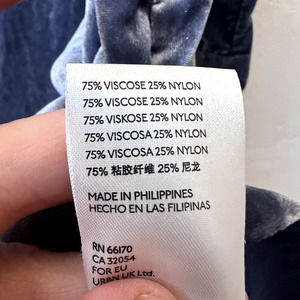 75% VISCOSE 25% NYLON
75% VISCOSE 25% NYLON
75% VISKOSE 25% NYLON
75% VISCOSA 25% NYLON
75% VISCOSA 25% NYLON
75% 粘胶纤维 25% 尼龙
MADE IN PHILIPPINES
HECHO EN LAS FILIPINAS
RN 66170
CA 32054
FOR EU
URBN UK Ltd.